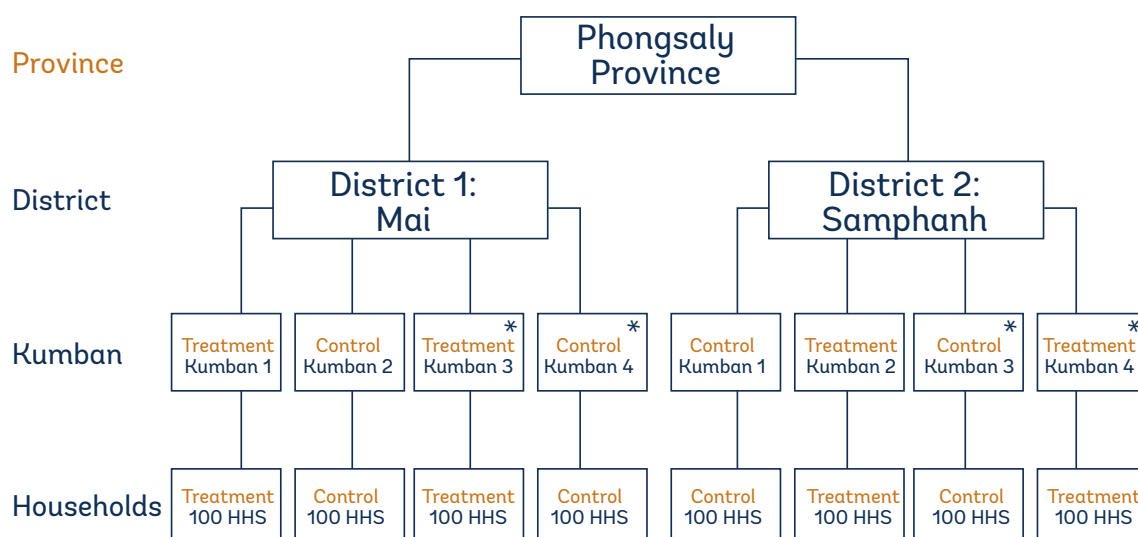 Province
Phongsaly
Province
District
District 1:
Mai
District 2:
Samphanh
Kumban
Treatment
Kumban 1
Control
Kumban 2
*
Treatment
Kumban 3
*
Control
Kumban 4
Control
Kumban 1
Treatment
Kumban 2
*
Control
Kumban 3
*
Treatment
Kumban 4
Households
Treatment
100 HHS
Control
100 HHS
Treatment
100 HHS
Control
100 HHS
Control
100 HHS
Treatment
100 HHS
Control
100 HHS
Treatment
100 HHS